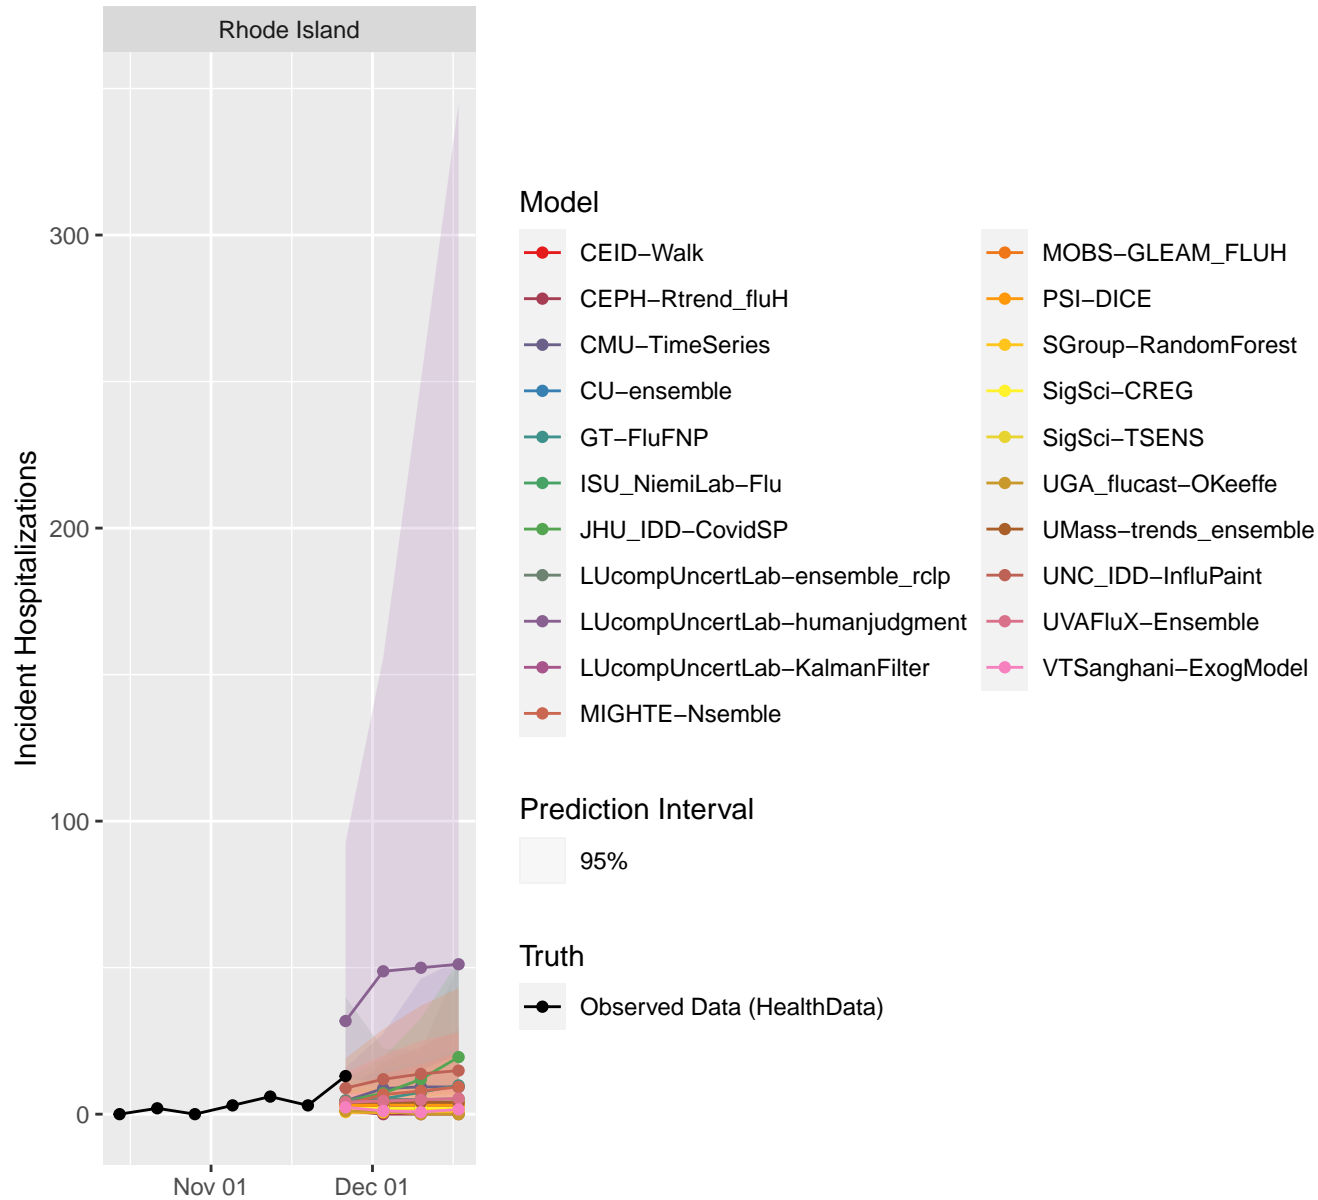 Rhode Island
Incident Hospitalizations
300
200
100
0
Nov 01
Dec 01
Model
CEID−Walk
CEPH−Rtrend_fluH
CMU−TimeSeries
CU−ensemble
GT−FluFNP
ISU_NiemiLab−Flu
JHU_IDD−CovidSP
LUcompUncertLab−ensemble_rclp
LUcompUncertLab−humanjudgment
LUcompUncertLab−KalmanFilter
MIGHTE−Nsemble
MOBS−GLEAM_FLUH
PSI−DICE
SGroup−RandomForest
SigSci−CREG
SigSci−TSENS
UGA_flucast−OKeeffe
UMass−trends_ensemble
UNC_IDD−InfluPaint
UVAFluX−Ensemble
VTSanghani−ExogModel
Prediction Interval
95%
Truth
Observed Data (HealthData)